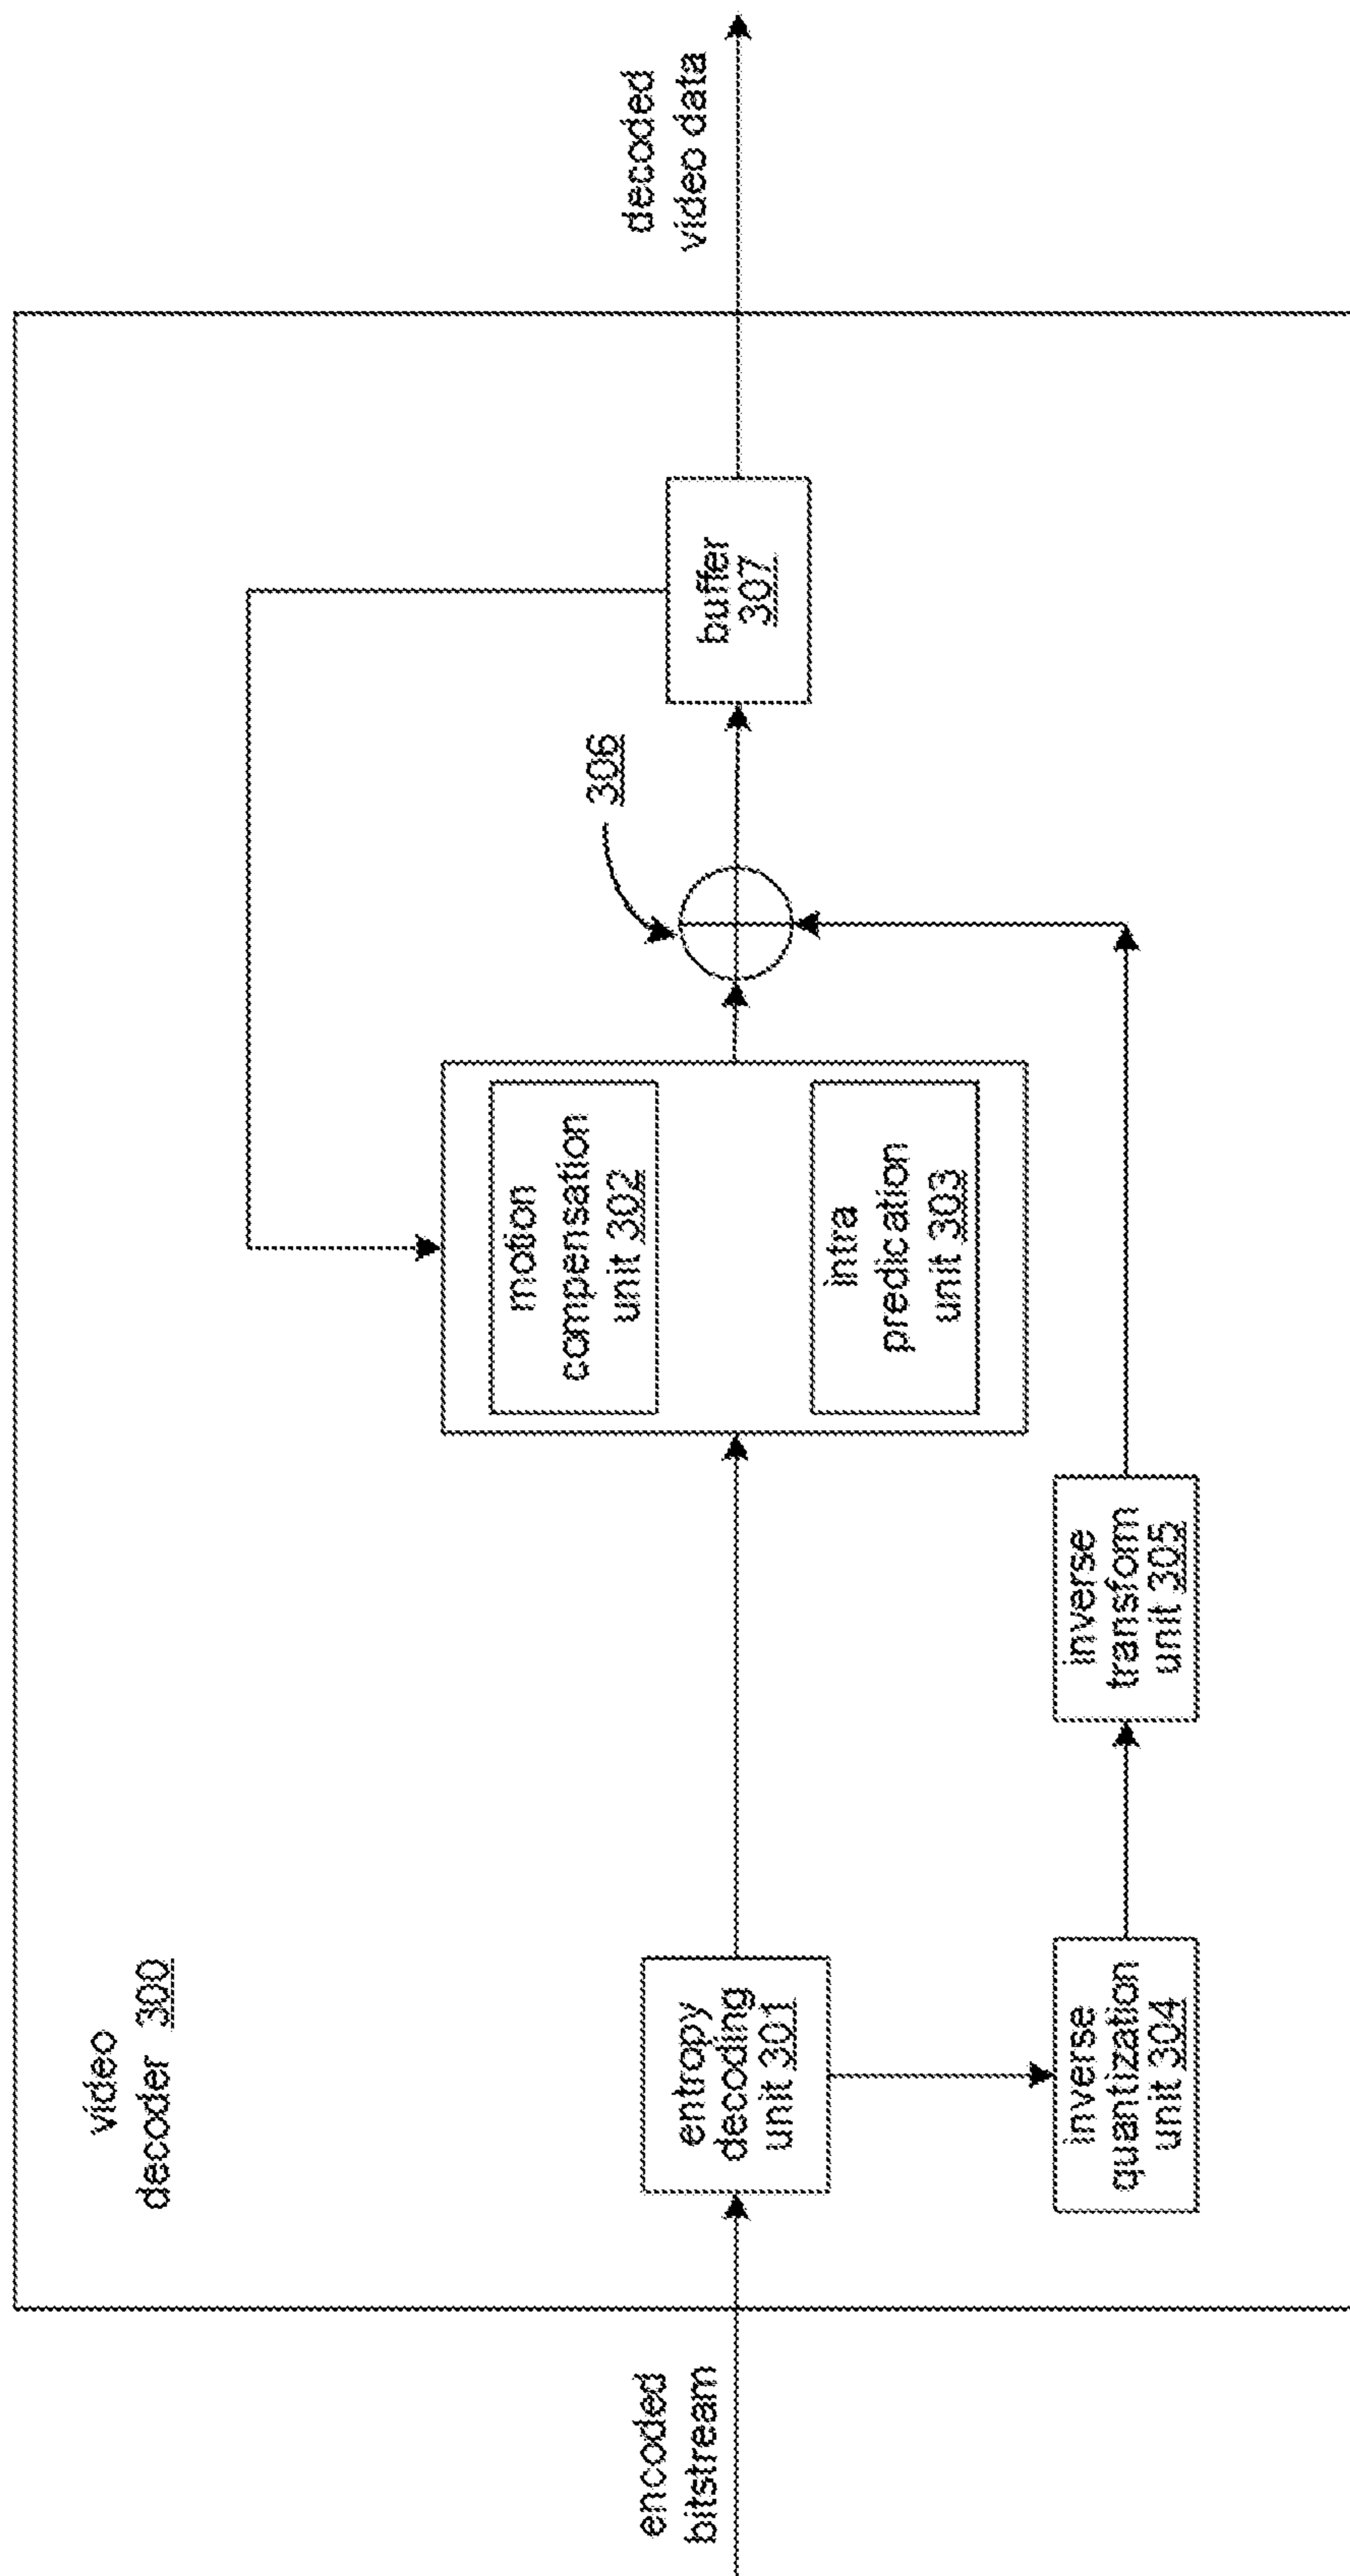 video
decoder 300
encoded
bitstream
entropy
decoding
unit 301
inverse
quantization
unit 304
inverse
transform
unit 305
motion
compensation
unit 302
intra
predication
unit 303
306
buffer
307
decoded
video data